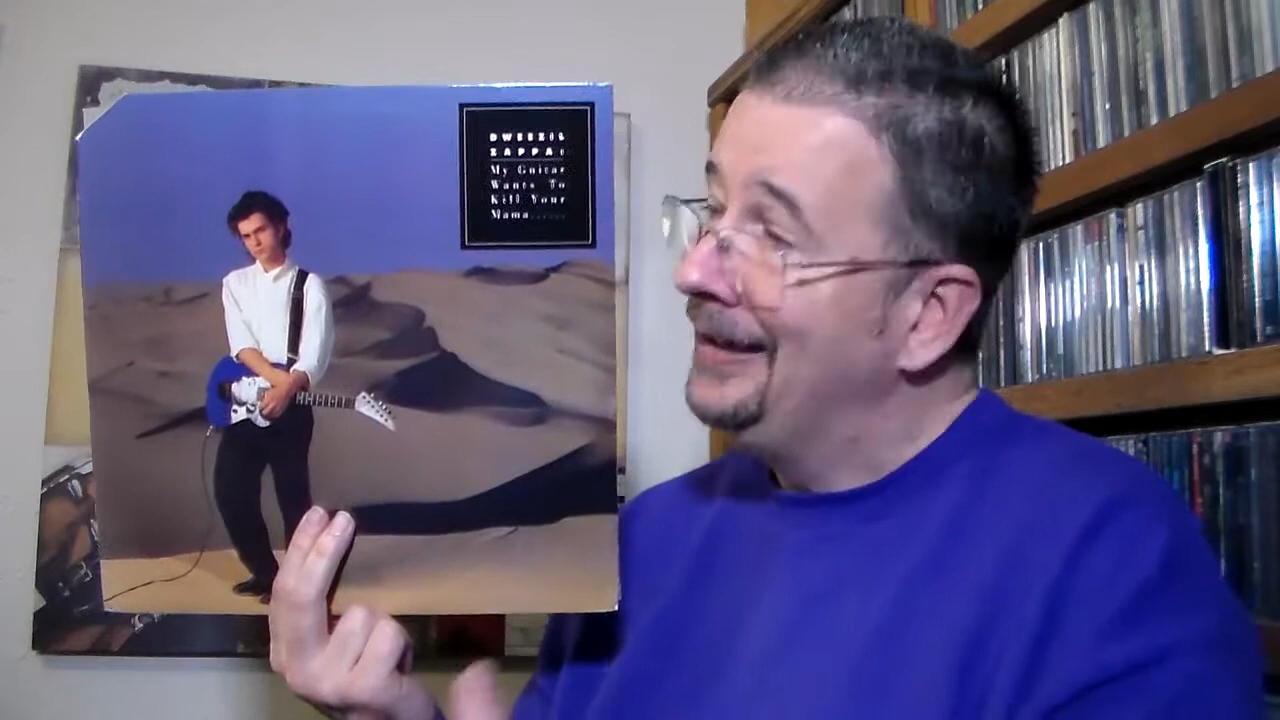 DWEEZIL
ZAPPA:
My Guitar
Wants To
Kill Your
Mama.......